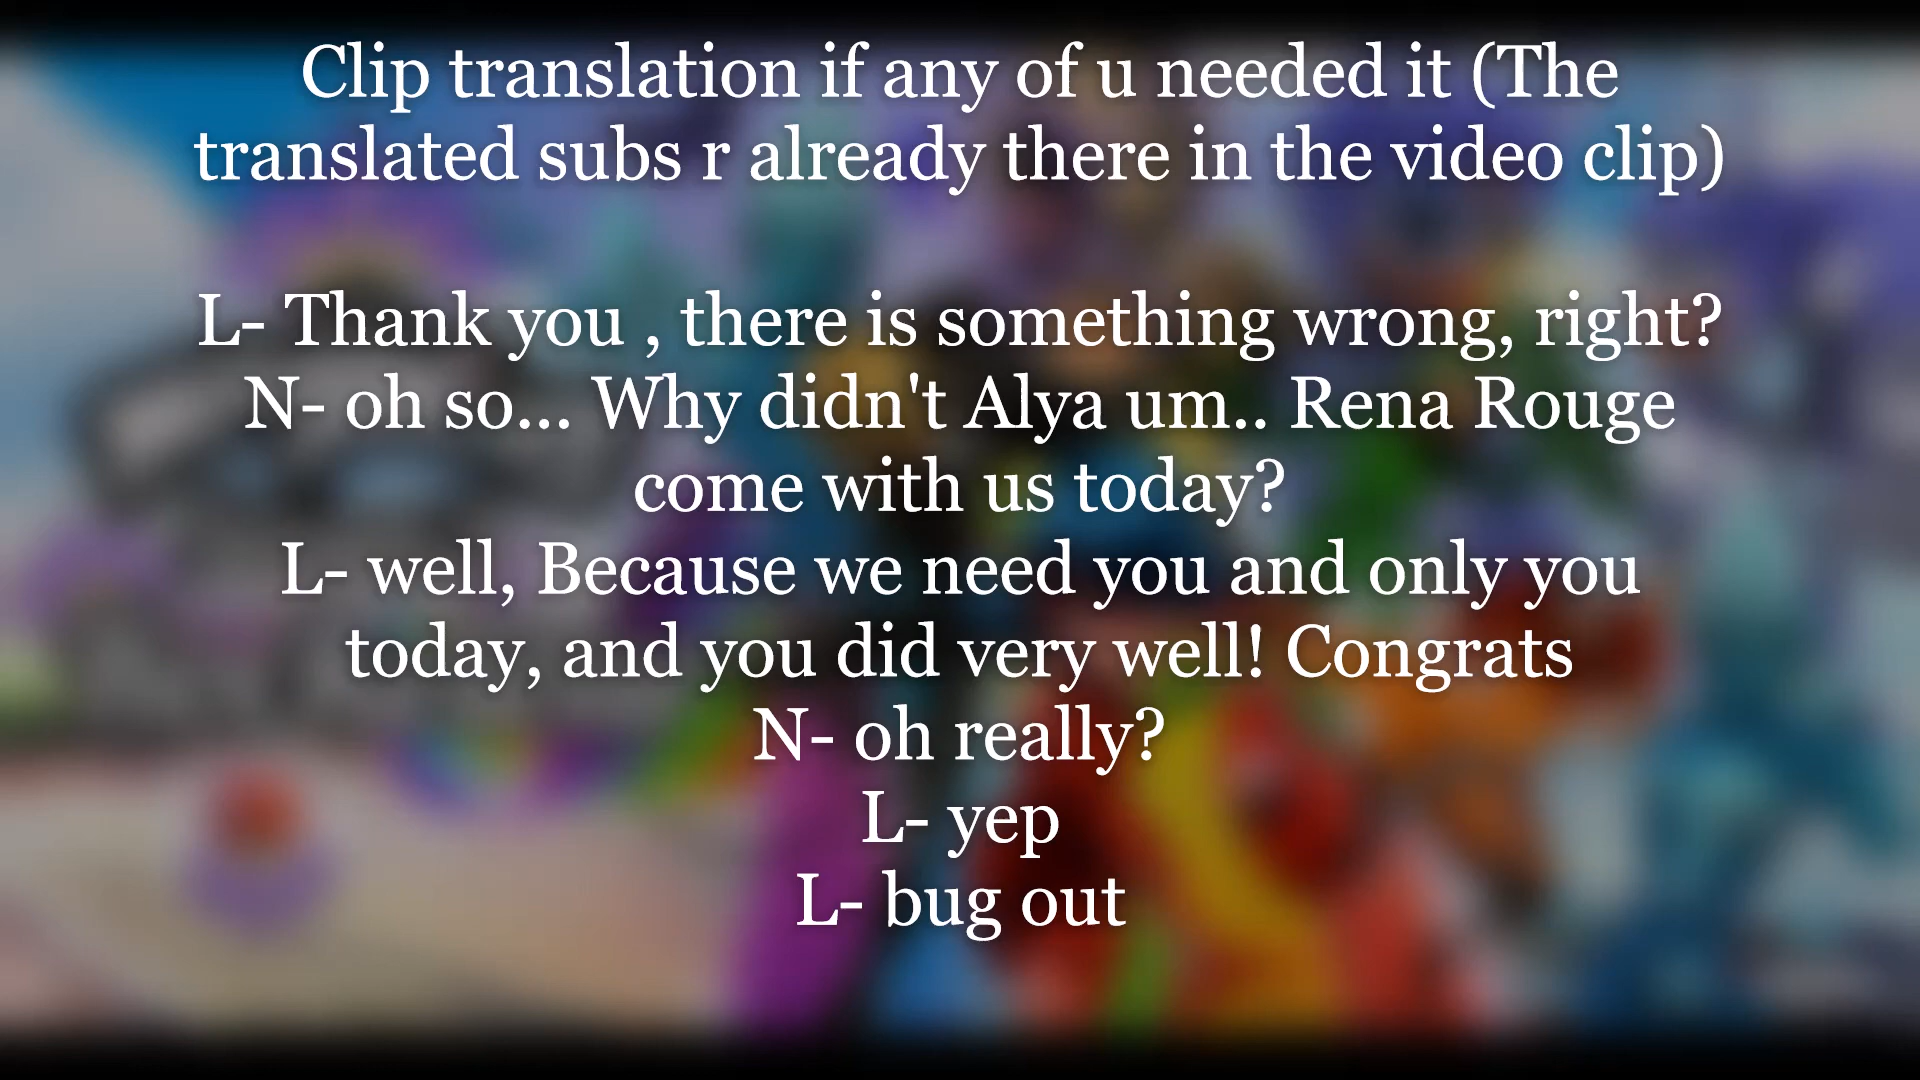 Clip translation if any of u needed it (The
translated subs r already there in the video clip)
L- Thank you , there is something wrong, right?
N- oh so... Why didn't Alya um.. Rena Rouge
come with us today?
L- well, Because we need you and only you
today, and you did very well! Congrats
N- oh really?
L- yep
L- bug out